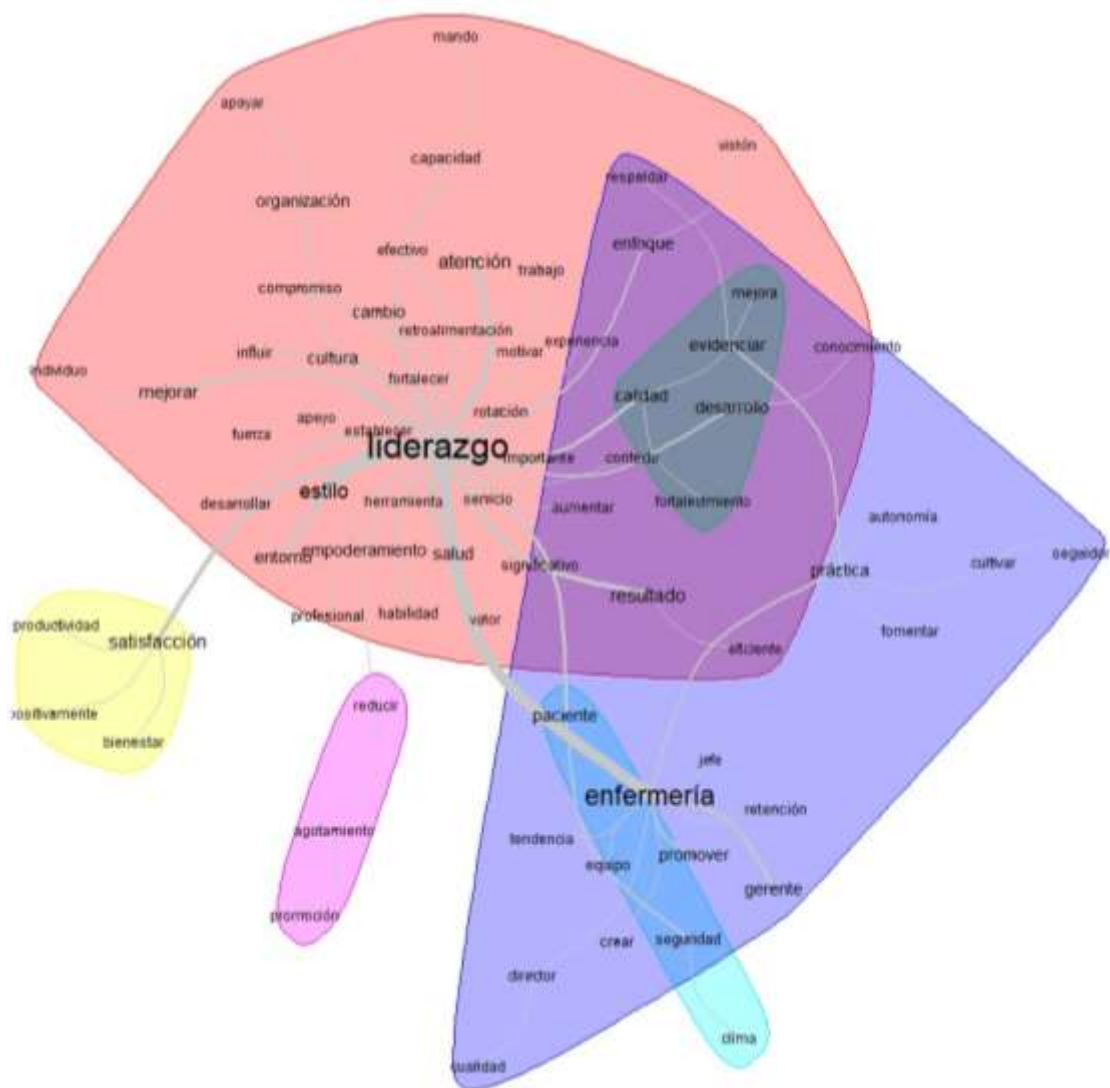 mando
apoyar
visión
capacidad
respaldar
organización
enfoque
efectivo
atención
trabajo
compromiso
mejora
cambio
retroalimentación
experiencia
evidenciar
conocimiento
influir
cultura
motivar
individuo
fortalecer
mejorar
calidad
desarrollo
rotación
apoyo
establecer
fuerza
liderazgo
importante
conferir
estilo
desarrollar
herramienta
servicio
fortalecimiento
aumentar
autonomía
empoderamiento
entorno
salud
significativo
práctica
cultivar
seguidor
resultado
profesional
habilidad
valor
productividad
satisfacción
fomentar
eficiente
reducir
positivamente
paciente
bienestar
jefe
enfermería
retención
agotamiento
tendencia
equipo
promover
gerente
promoción
crear
seguridad
director
clima
cualidad